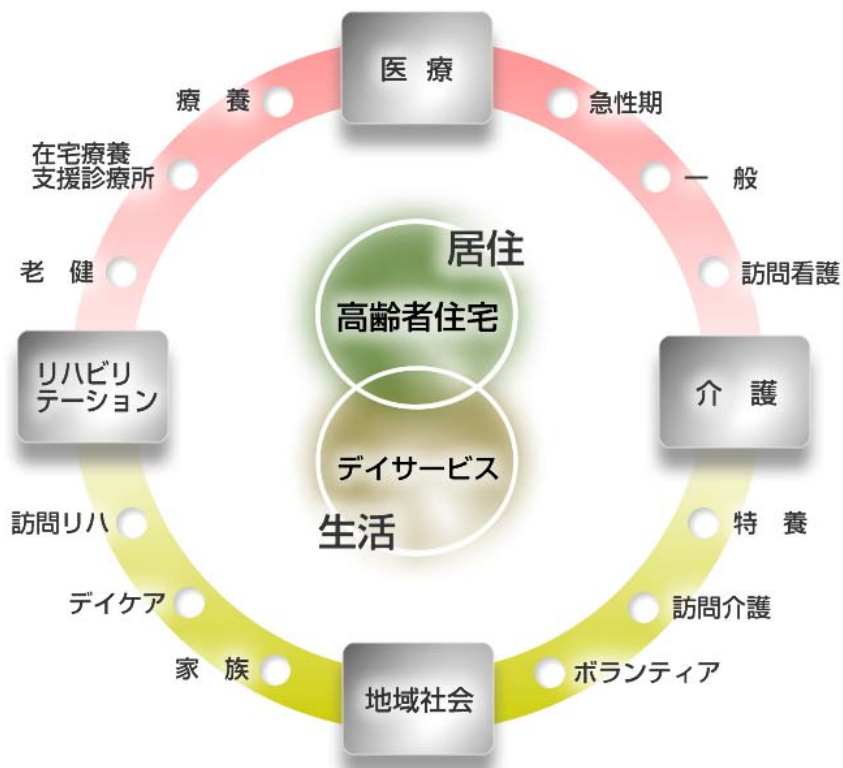 医 療
療 養
急性期
在宅療養
支援診療所
一 般
居住
老 健
訪問看護
高齢者住宅
リハビリ
テーション
介 護
デイサービス
生活
訪問リハ
特 養
デイケア
訪問介護
家 族
ボランティア
地域社会